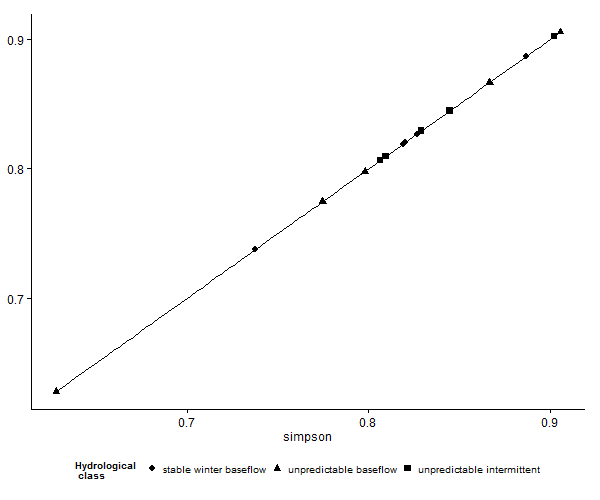 0.9
0.8
0.7
0.7 0.8 0.9
simpson
Hydrological
class
stable winter baseflow unpredictable baseflow unpredictable intermittent